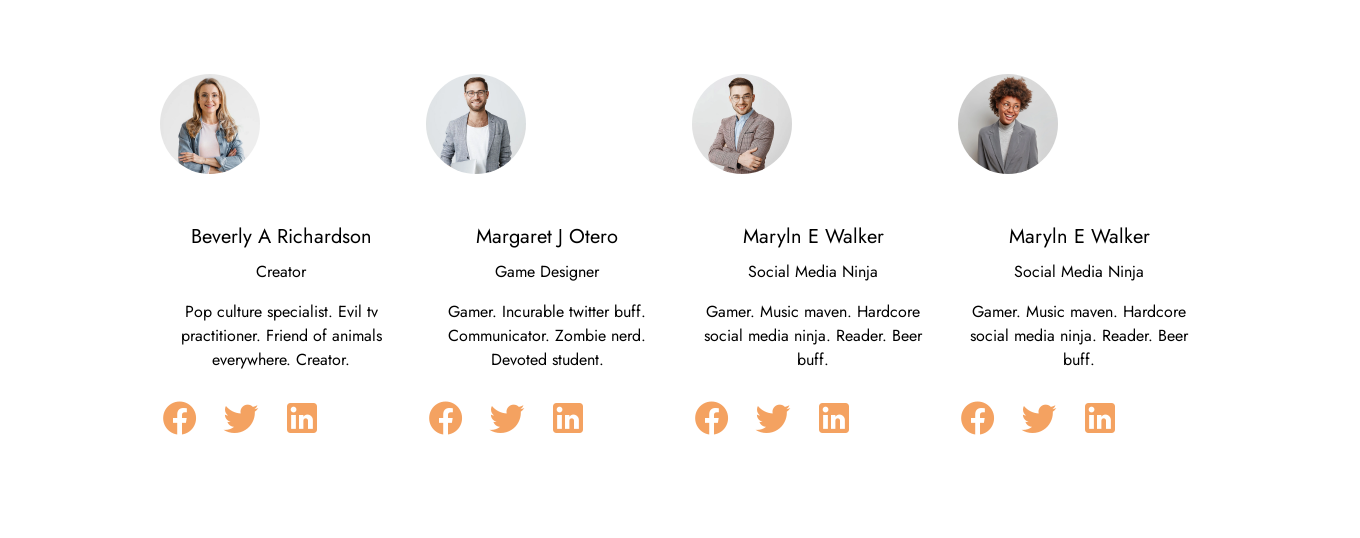 Beverly A Richardson
Creator
Pop culture specialist. Evil tv
practitioner. Friend of animals
everywhere. Creator.
Margaret J Otero
Game Designer
Gamer. Incurable twitter buff.
Communicator. Zombie nerd.
Devoted student.
Maryln E Walker
Social Media Ninja
Gamer. Music maven. Hardcore
social media ninja. Reader. Beer
buff.
Maryln E Walker
Social Media Ninja
Gamer. Music maven. Hardcore
social media ninja. Reader. Beer
buff.